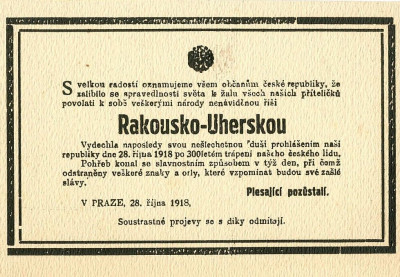 S velkou radostí oznamujeme všem občanům české republiky, že
zalíbilo se spravedlnosti světa k žalu všech našich příteličků
povolati k sobě veškerými národy nenáviděnou říši
Rakousko-Uherskou
Vydechla naposledy svou nešlechetnou duši prohlášením naší
republiky dne 28. října 1918 po 300letém trápení našeho českého lidu.
Pohřeb konal se slavnostním způsobem v týž den, při čemž
odstraněny veškeré znaky a orly, které vzpomínat budou své zašlé
slávy.
Plesající pozůstalí.
V PRAZE, 28. října 1918.
Soustrastné projevy se s díky odmítají.